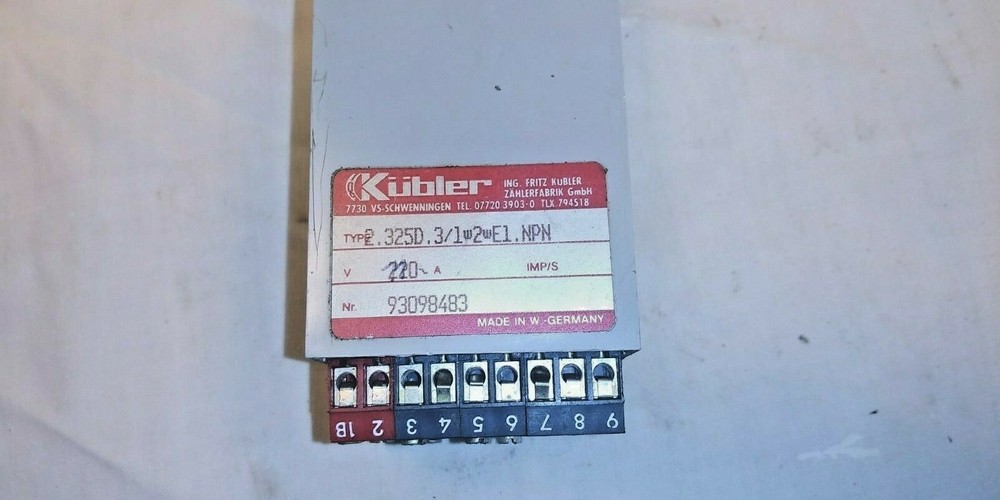 Kübler ING. FRITZ KÜBLER
ZÄHLERFABRIK GmbH
7730 VS-SCHWENNINGEN TEL. 07720 3903-0 TLX 794518
TYPE 2.325D.3/1w2wE1.NPN
V ~ A IMP/S
Nr. 93098483
MADE IN W.-GERMANY
1B 2 3 4 5 6 7 8 9